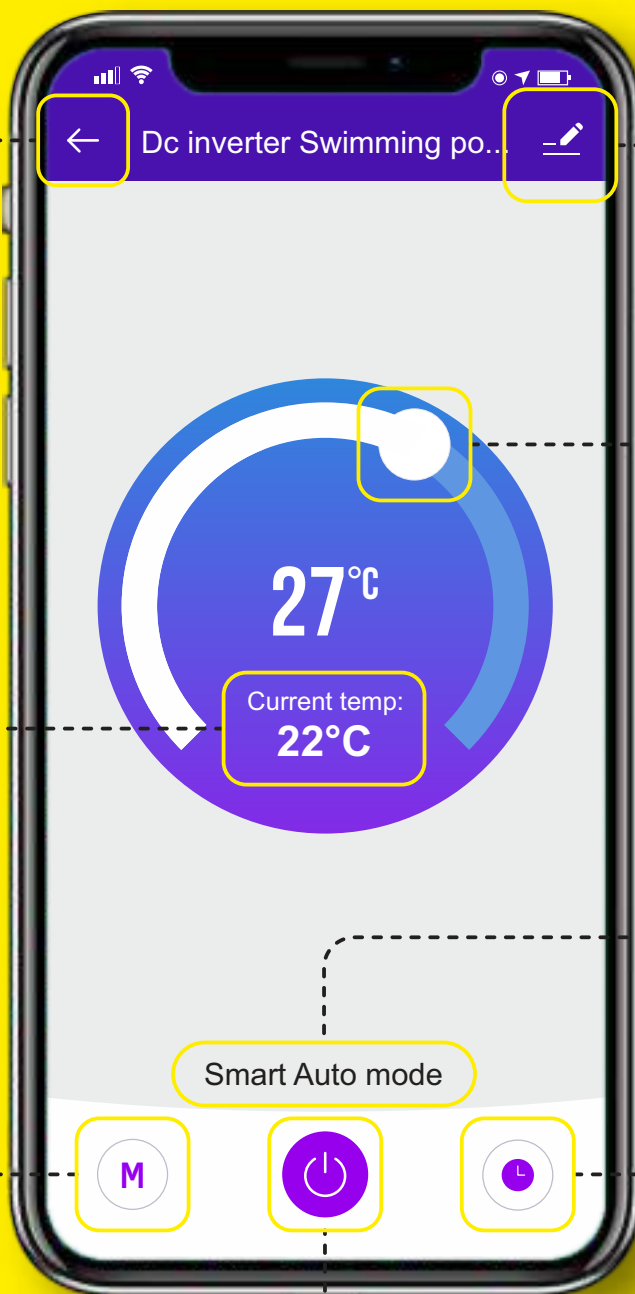 Dc inverter Swimming po...
27°C
Current temp:
22°C
Smart Auto mode
M